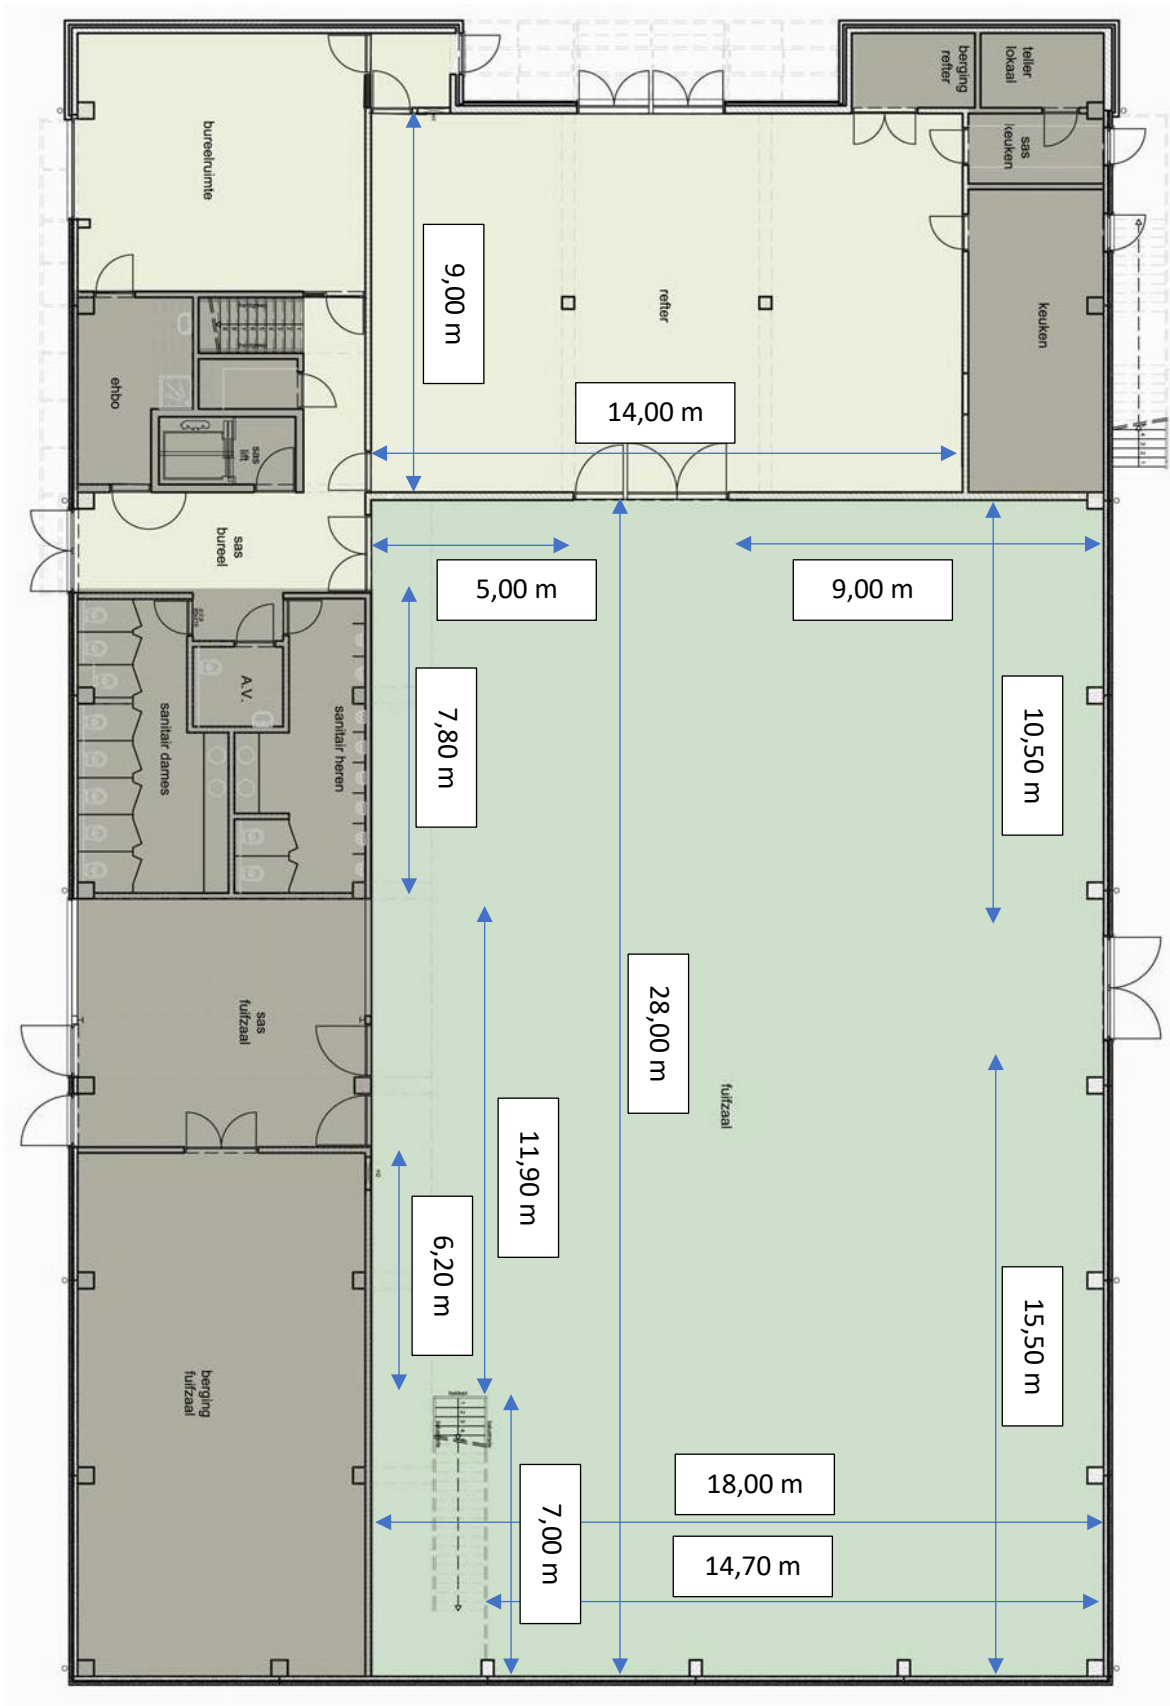 berging
refter
teller
lokaal
sas
keuken
bureelruimte
refter
keuken
9,00 m
14,00 m
ehbo
sas
lift
sas
bureel
5,00 m
9,00 m
A.V.
sanitair dames
sanitair heren
7,80 m
10,50 m
sas
fuifzaal
28,00 m
fuifzaal
11,90 m
6,20 m
15,50 m
berging
fuifzaal
18,00 m
7,00 m
14,70 m